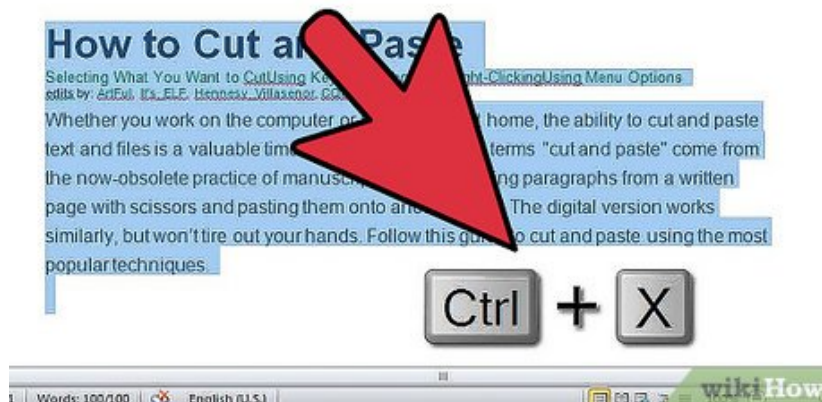 How to Cut an Paste
Selecting What You Want to CutUsing Ke ght-ClickingUsing Menu Options
edits by: ArtFul, It's_ELF, Hennesy_Villasenor,
Whether you work on the computer or home, the ability to cut and paste
text and files is a valuable tim terms "cut and paste" come from
the now-obsolete practice of manusc ng paragraphs from a written
page with scissors and pasting them onto an The digital version works
similarly, but won't tire out your hands. Follow this gu o cut and paste using the most
popular techniques.
Ctrl + X
Words: 100/100 English (U.S.)
wikiHow